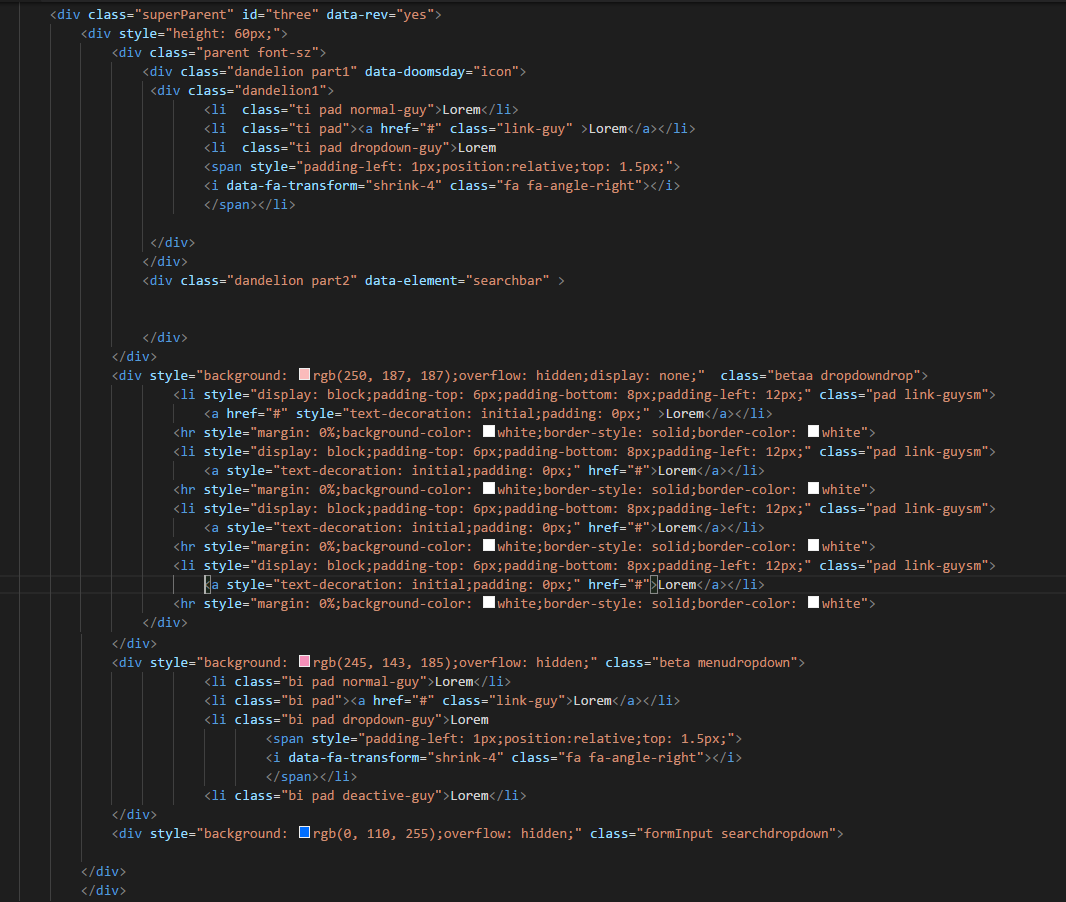 <div class="superParent" id="three" data-rev="yes">
<div style="height: 60px;">
<div class="parent font-sz">
<div class="dandelion part1" data-doomsday="icon">
<div class="dandelion1">
<li  class="ti pad normal-guy">Lorem</li>
<li  class="ti pad"><a href="#" class="link-guy" >Lorem</a></li>
<li  class="ti pad dropdown-guy">Lorem
<span style="padding-left: 1px;position:relative;top: 1.5px;">
<i data-fa-transform="shrink-4" class="fa fa-angle-right"></i>
</span></li>
</div>
</div>
<div class="dandelion part2" data-element="searchbar" >
</div>
</div>
<div style="background: rgb(250, 187, 187);overflow: hidden;display: none;"  class="betaa dropdowndrop">
<li style="display: block;padding-top: 6px;padding-bottom: 8px;padding-left: 12px;" class="pad link-guysm">
<a href="#" style="text-decoration: initial;padding: 0px;" >Lorem</a></li>
<hr style="margin: 0%;background-color: white;border-style: solid;border-color: white">
<li style="display: block;padding-top: 6px;padding-bottom: 8px;padding-left: 12px;" class="pad link-guysm">
<a style="text-decoration: initial;padding: 0px;" href="#">Lorem</a></li>
<hr style="margin: 0%;background-color: white;border-style: solid;border-color: white">
<li style="display: block;padding-top: 6px;padding-bottom: 8px;padding-left: 12px;" class="pad link-guysm">
<a style="text-decoration: initial;padding: 0px;" href="#">Lorem</a></li>
<hr style="margin: 0%;background-color: white;border-style: solid;border-color: white">
<li style="display: block;padding-top: 6px;padding-bottom: 8px;padding-left: 12px;" class="pad link-guysm">
<a style="text-decoration: initial;padding: 0px;" href="#">Lorem</a></li>
<hr style="margin: 0%;background-color: white;border-style: solid;border-color: white">
</div>
</div>
<div style="background: rgb(245, 143, 185);overflow: hidden;" class="beta menudropdown">
<li class="bi pad normal-guy">Lorem</li>
<li class="bi pad"><a href="#" class="link-guy">Lorem</a></li>
<li class="bi pad dropdown-guy">Lorem
<span style="padding-left: 1px;position:relative;top: 1.5px;">
<i data-fa-transform="shrink-4" class="fa fa-angle-right"></i>
</span></li>
<li class="bi pad deactive-guy">Lorem</li>
</div>
<div style="background: rgb(0, 110, 255);overflow: hidden;" class="formInput searchdropdown">
</div>
</div>